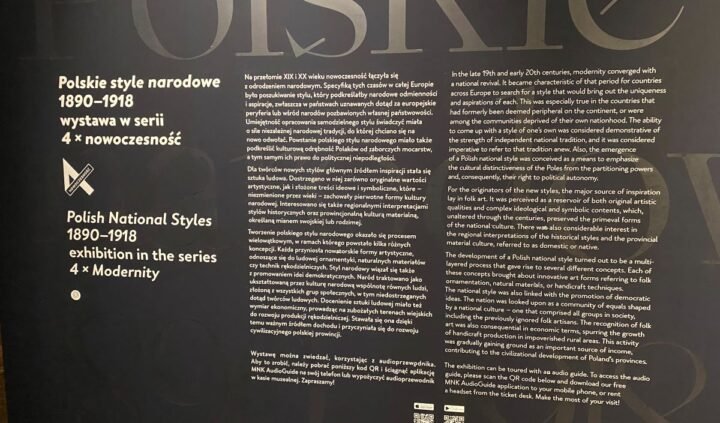 POLSKIE
Polskie style narodowe
1890–1918
wystawa w serii
4 × nowoczesność
Polish National Styles
1890–1918
exhibition in the series
4 × Modernity
Na przełomie XIX i XX wieku nowoczesność łączyła się
z odrodzeniem narodowym. Specyfiką tych czasów w całej Europie
było poszukiwanie stylu, który podkreślałby narodowe odmienności
i aspiracje, zwłaszcza w państwach uznawanych dotąd za europejskie
peryferia lub wśród narodów pozbawionych własnej państwowości.
Umiejętność opracowania samodzielnego stylu świadczyć miała
o sile niezależnej narodowej tradycji, do której chciano się na
nowo odwołać. Powstanie polskiego stylu narodowego miało także
podkreślić kulturową odrębność Polaków od zaborczych mocarstw,
a tym samym ich prawo do politycznej niepodległości.
Dla twórców nowych stylów głównym źródłem inspiracji stała się
sztuka ludowa. Dostrzegano w niej zarówno oryginalne wartości
artystyczne, jak i złożone treści ideowe i symboliczne, które –
niezmienione przez wieki – zachowały pierwotne formy kultury
narodowej. Interesowano się także regionalnymi interpretacjami
stylów historycznych oraz prowincjonalną kulturą materialną,
określaną mianem swojskiej lub rodzimej.
Tworzenie polskiego stylu narodowego okazało się procesem
wielowątkowym, w ramach którego powstało kilka różnych
koncepcji. Każda przyniosła nowatorskie formy artystyczne,
odnoszące się do ludowej ornamentyki, naturalnych materiałów
czy technik rękodzielniczych. Styl narodowy wiązał się także
z promowaniem idei demokratycznych. Naród traktowano jako
ukształtowaną przez kulturę narodową wspólnotę równych ludzi,
złożoną z wszystkich grup społecznych, w tym niedostrzeganych
dotąd twórców ludowych. Docenienie sztuki ludowej miało też
wymiar ekonomiczny, prowadząc na zubożałych terenach wiejskich
do rozwoju produkcji rękodzielniczej. Stawała się ona dzięki
temu ważnym źródłem dochodu i przyczyniała się do rozwoju
cywilizacyjnego polskiej prowincji.
Wystawę można zwiedzać, korzystając z audioprzewodnika.
Aby to zrobić, należy pobrać poniższy kod QR i ściągnąć aplikację
MNK AudioGuide na swój telefon lub wypożyczyć audioprzewodnik
w kasie muzealnej. Zapraszamy!
In the late 19th and early 20th centuries, modernity converged with
a national revival. It became characteristic of that period for countries
across Europe to search for a style that would bring out the uniqueness
and aspirations of each. This was especially true in the countries that
had formerly been deemed peripheral on the continent, or were
among the communities deprived of their own nationhood. The ability
to come up with a style of one's own was considered demonstrative of
the strength of independent national tradition, and it was considered
imperative to refer to that tradition anew. Also, the emergence
of a Polish national style was conceived as a means to emphasize
the cultural distinctiveness of the Poles from the partitioning powers
and, consequently, their right to political autonomy.
For the originators of the new styles, the major source of inspiration
lay in folk art. It was perceived as a reservoir of both original artistic
qualities and complex ideological and symbolic contents, which,
unaltered through the centuries, preserved the primeval forms
of the national culture. There was also considerable interest in
the regional interpretations of the historical styles and the provincial
material culture, referred to as domestic or native.
The development of a Polish national style turned out to be a multi-
layered process that gave rise to several different concepts. Each of
these concepts brought about innovative art forms referring to folk
ornamentation, natural materials, or handicraft techniques.
The national style was also linked with the promotion of democratic
ideas. The nation was looked upon as a community of equals shaped
by a national culture – one that comprised all groups in society,
including the previously ignored folk artisans. The recognition of folk
art was also consequential in economic terms, spurring the growth
of handicraft production in impoverished rural areas. This activity
was gradually gaining ground as an important source of income,
contributing to the civilizational development of Poland's provinces.
The exhibition can be toured with an audio guide. To access the audio
guide, please scan the QR code below and download our free
MNK AudioGuide application to your mobile phone, or rent
a headset from the ticket desk. Make the most of your visit!